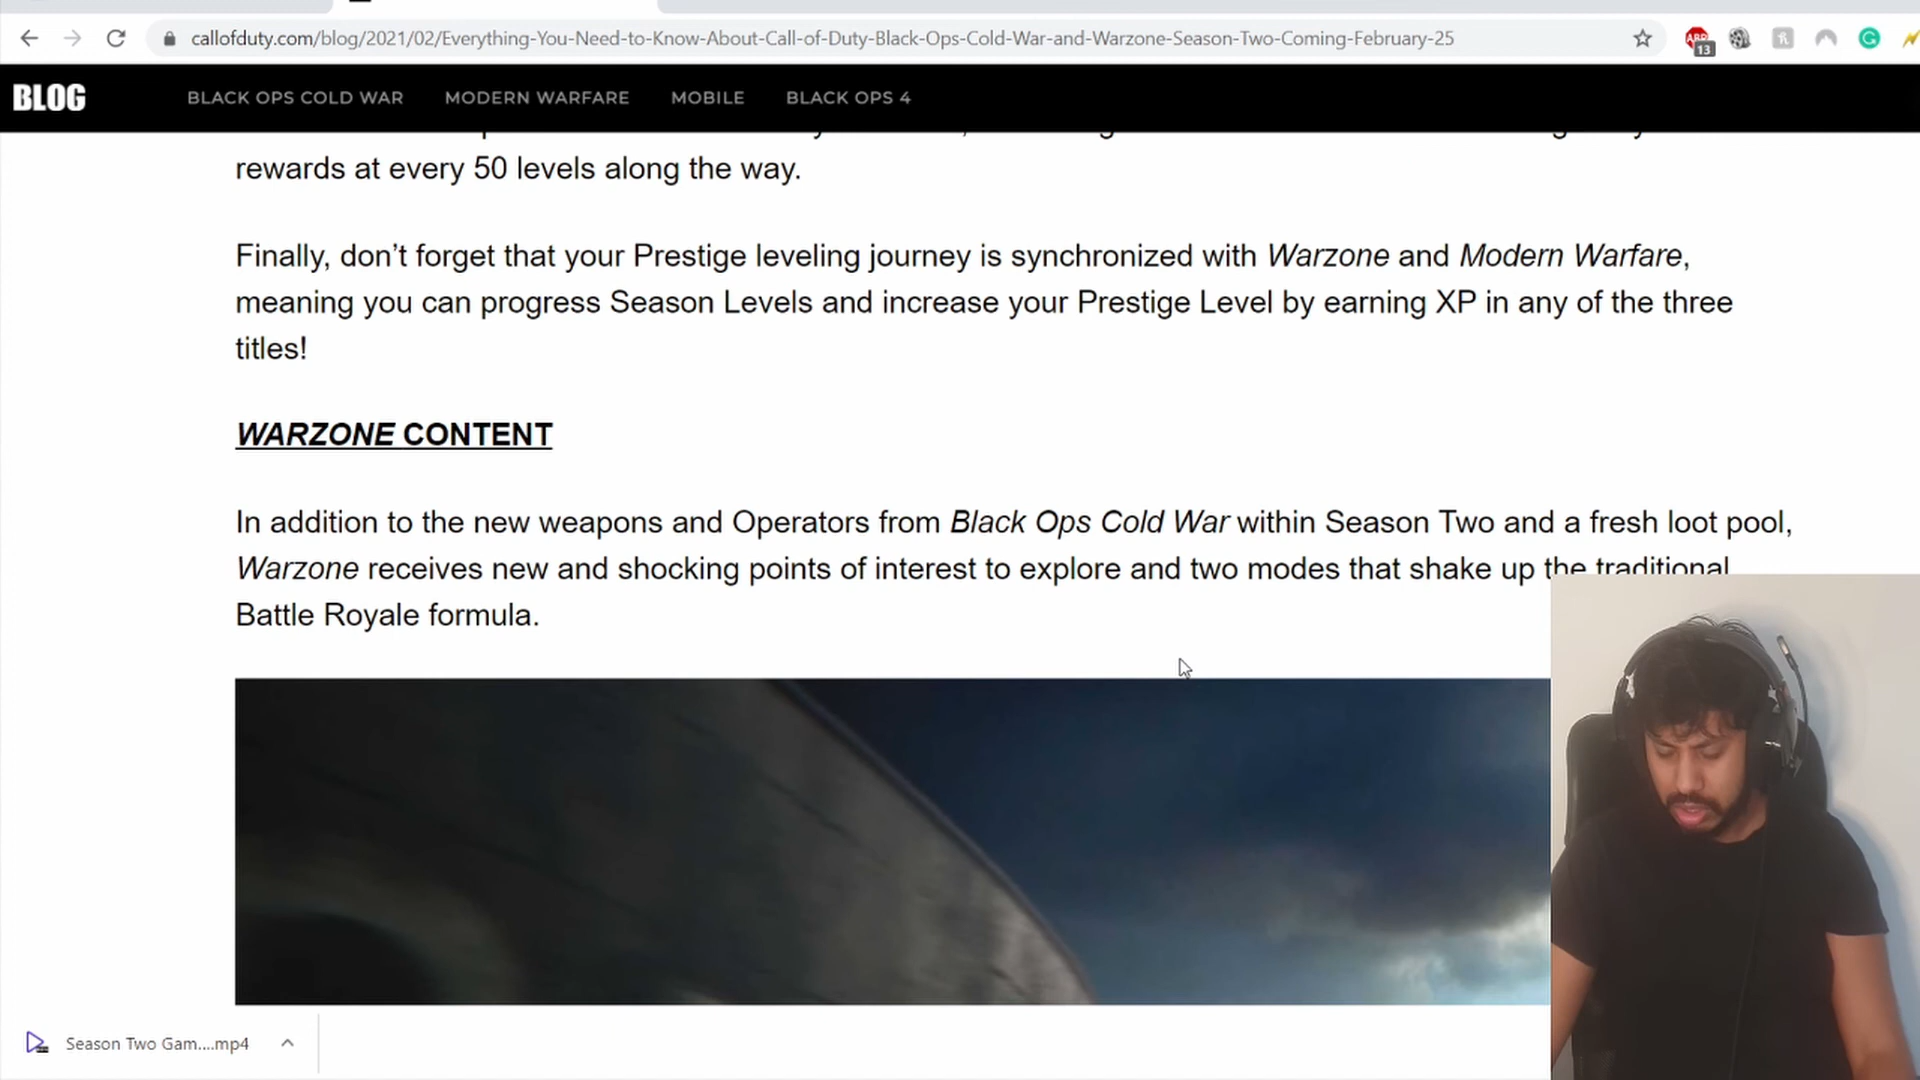 callofduty.com/blog/2021/02/Everything-You-Need-to-Know-About-Call-of-Duty-Black-Ops-Cold-War-and-Warzone-Season-Two-Coming-February-25
ABP
13
BLOG
BLACK OPS COLD WAR
MODERN WARFARE
MOBILE
BLACK OPS 4
rewards at every 50 levels along the way.
Finally, don’t forget that your Prestige leveling journey is synchronized with Warzone and Modern Warfare,
meaning you can progress Season Levels and increase your Prestige Level by earning XP in any of the three
titles!
WARZONE CONTENT
In addition to the new weapons and Operators from Black Ops Cold War within Season Two and a fresh loot pool,
Warzone receives new and shocking points of interest to explore and two modes that shake up the traditional
Battle Royale formula.
Season Two Gam....mp4